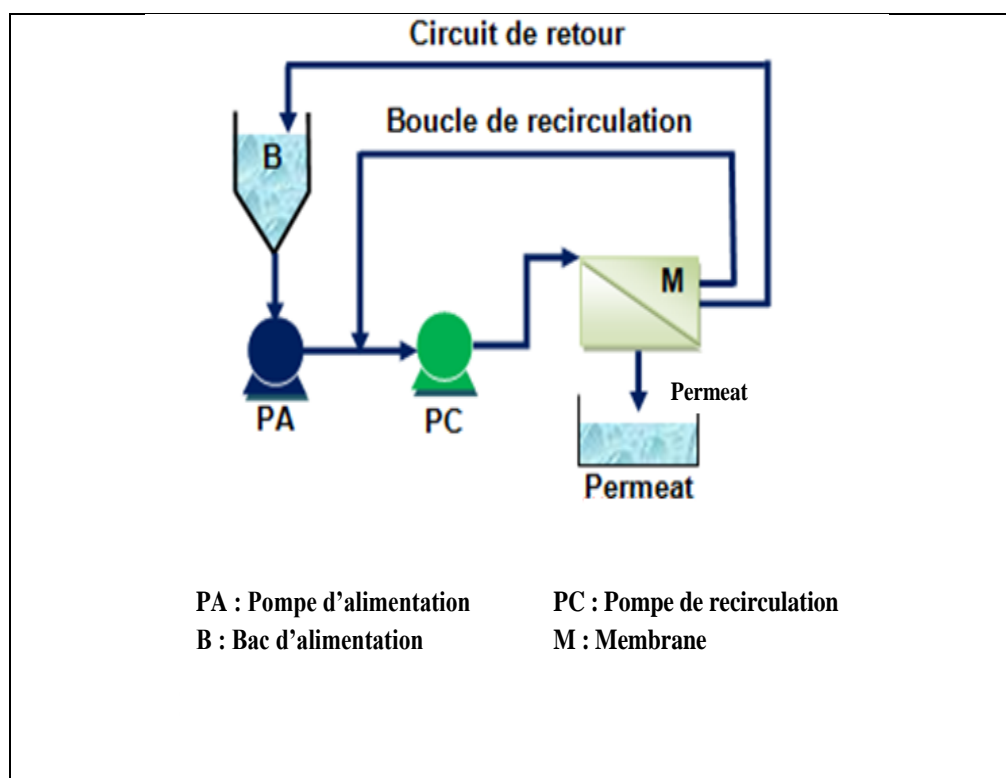 Circuit de retour
Boucle de recirculation
B
M
PA
PC
Permeat
Permeat
PA : Pompe d’alimentation PC : Pompe de recirculation
B : Bac d’alimentation M : Membrane